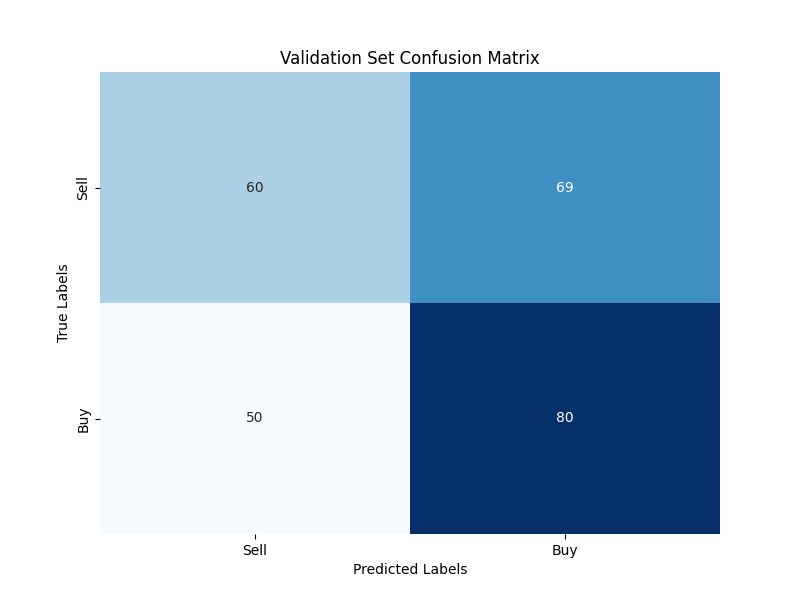 Validation Set Confusion Matrix
Sell
60
69
True Labels
Buy
50
80
Sell
Buy
Predicted Labels